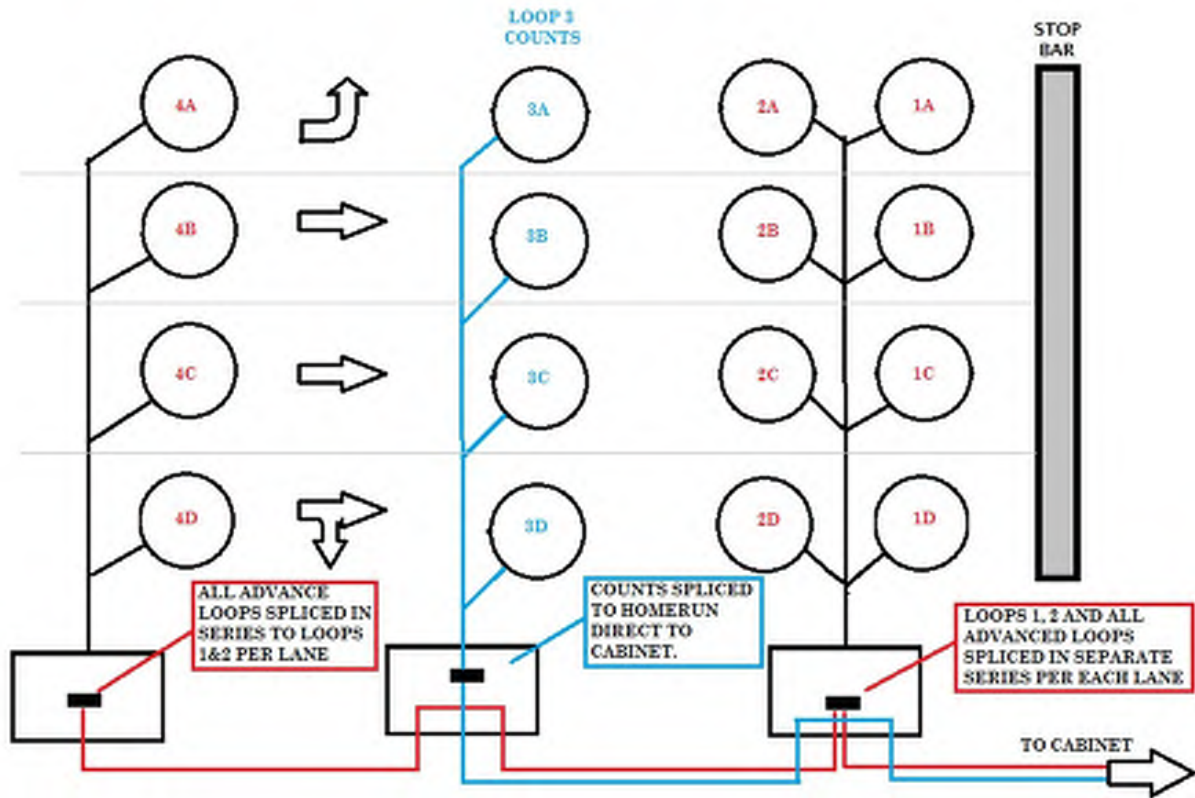 LOOP 3
COUNTS
STOP
BAR
4A
3A
2A
1A
4B
3B
2B
1B
4C
3C
2C
1C
4D
3D
2D
1D
ALL ADVANCE
LOOPS SPLICED IN
SERIES TO LOOPS
1&2 PER LANE
COUNTS SPLICED
TO HOMERUN
DIRECT TO
CABINET.
LOOPS 1, 2 AND ALL
ADVANCED LOOPS
SPLICED IN SEPARATE
SERIES PER EACH LANE
TO CABINET